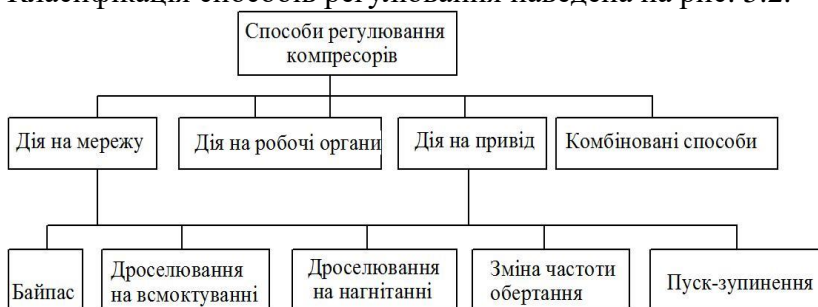 Класифікація способів регулювання наведена на рис. 3.2.
Способи регулювання
компресорів
Дія на мережу
Дія на робочі органи
Дія на привід
Комбіновані способи
Байпас
Дроселювання
на всмоктуванні
Дроселювання
на нагнітанні
Зміна частоти
обертання
Пуск-зупинення